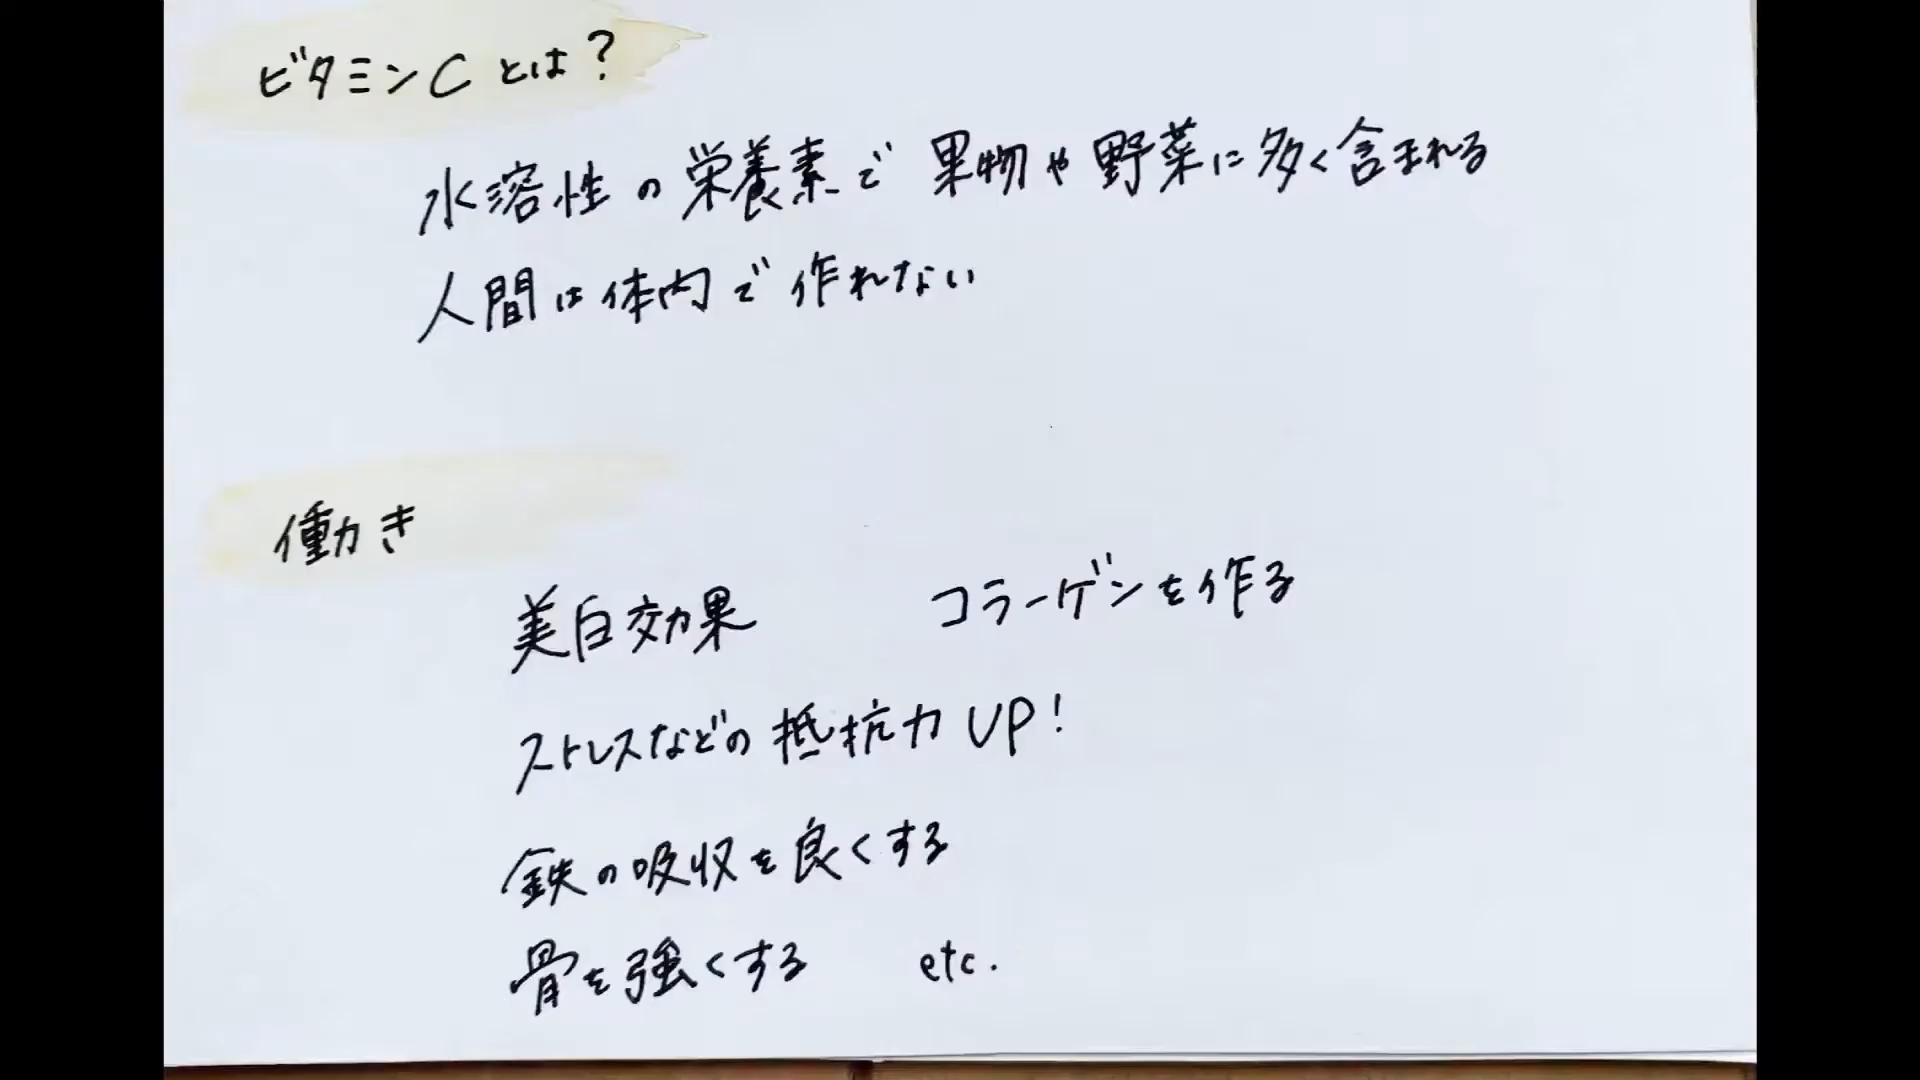 ビタミンCとは?
水溶性の栄養素で果物や野菜に多く含まれる
人間は体内で作れない
働き
美白効果 コラーゲンを作る
ストレスなどの抵抗力UP!
鉄の吸収を良くする
骨を強くする etc.